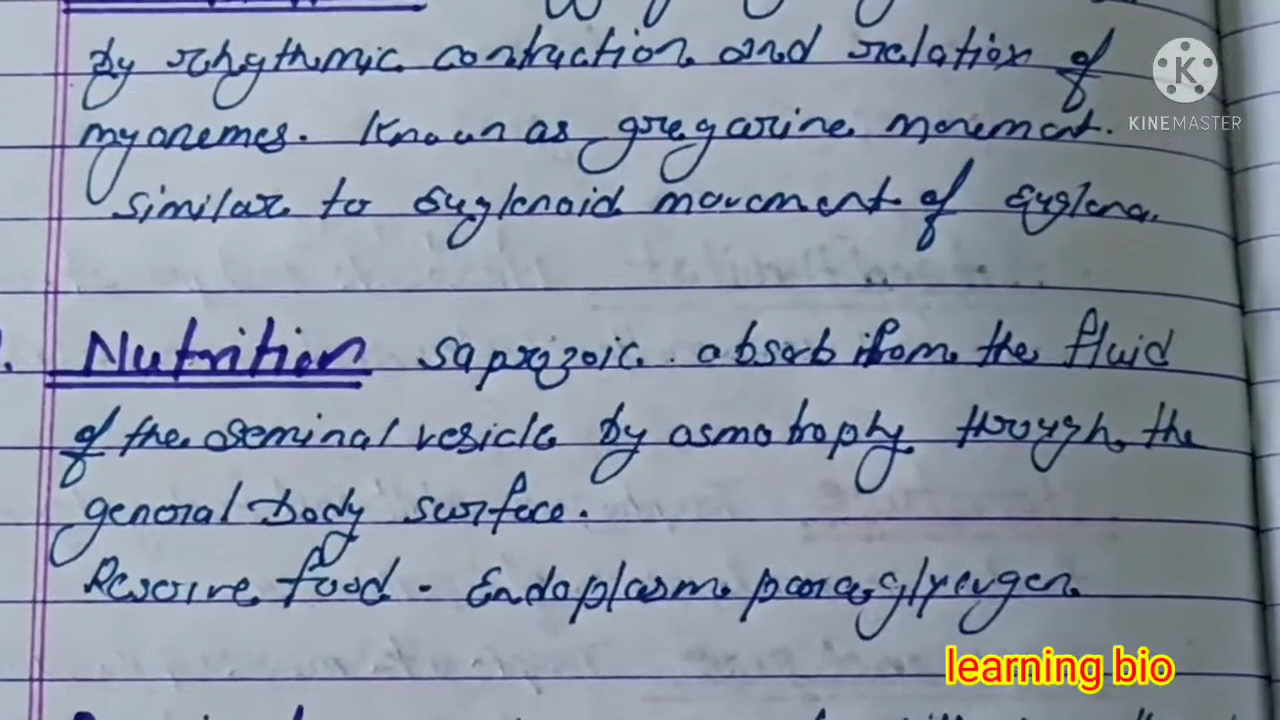 by rhythmic contraction and relation of
myonemes. Known as gregarine movement.
similar to Euglenoid movement of Euglena.
Nutrition saprozoic. absorb from the fluid
of the seminal vesicle by osmotrophy through the
general body surface.
Reserve food - Endoplasm paraglycogen
KINEMASTER
learning bio